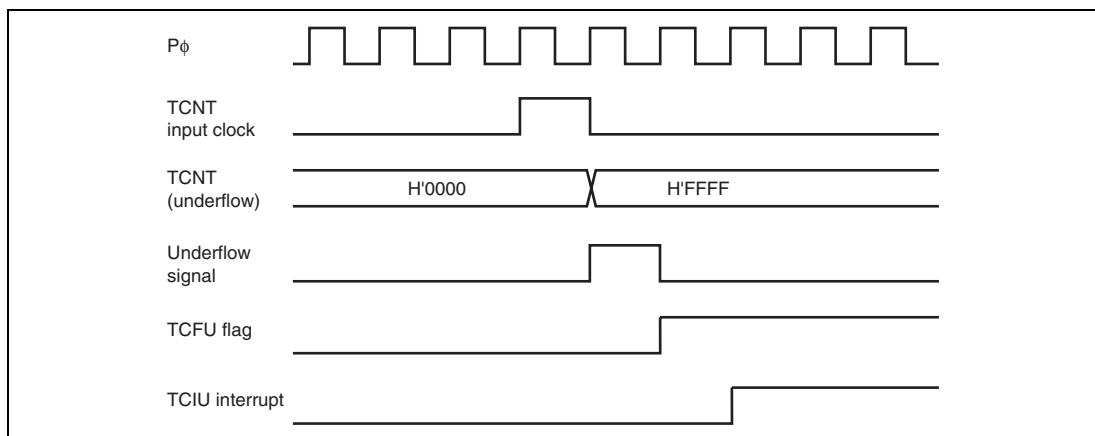 Pϕ
TCNT
input clock
TCNT
(underflow)
H'0000
H'FFFF
Underflow
signal
TCFU flag
TCIU interrupt